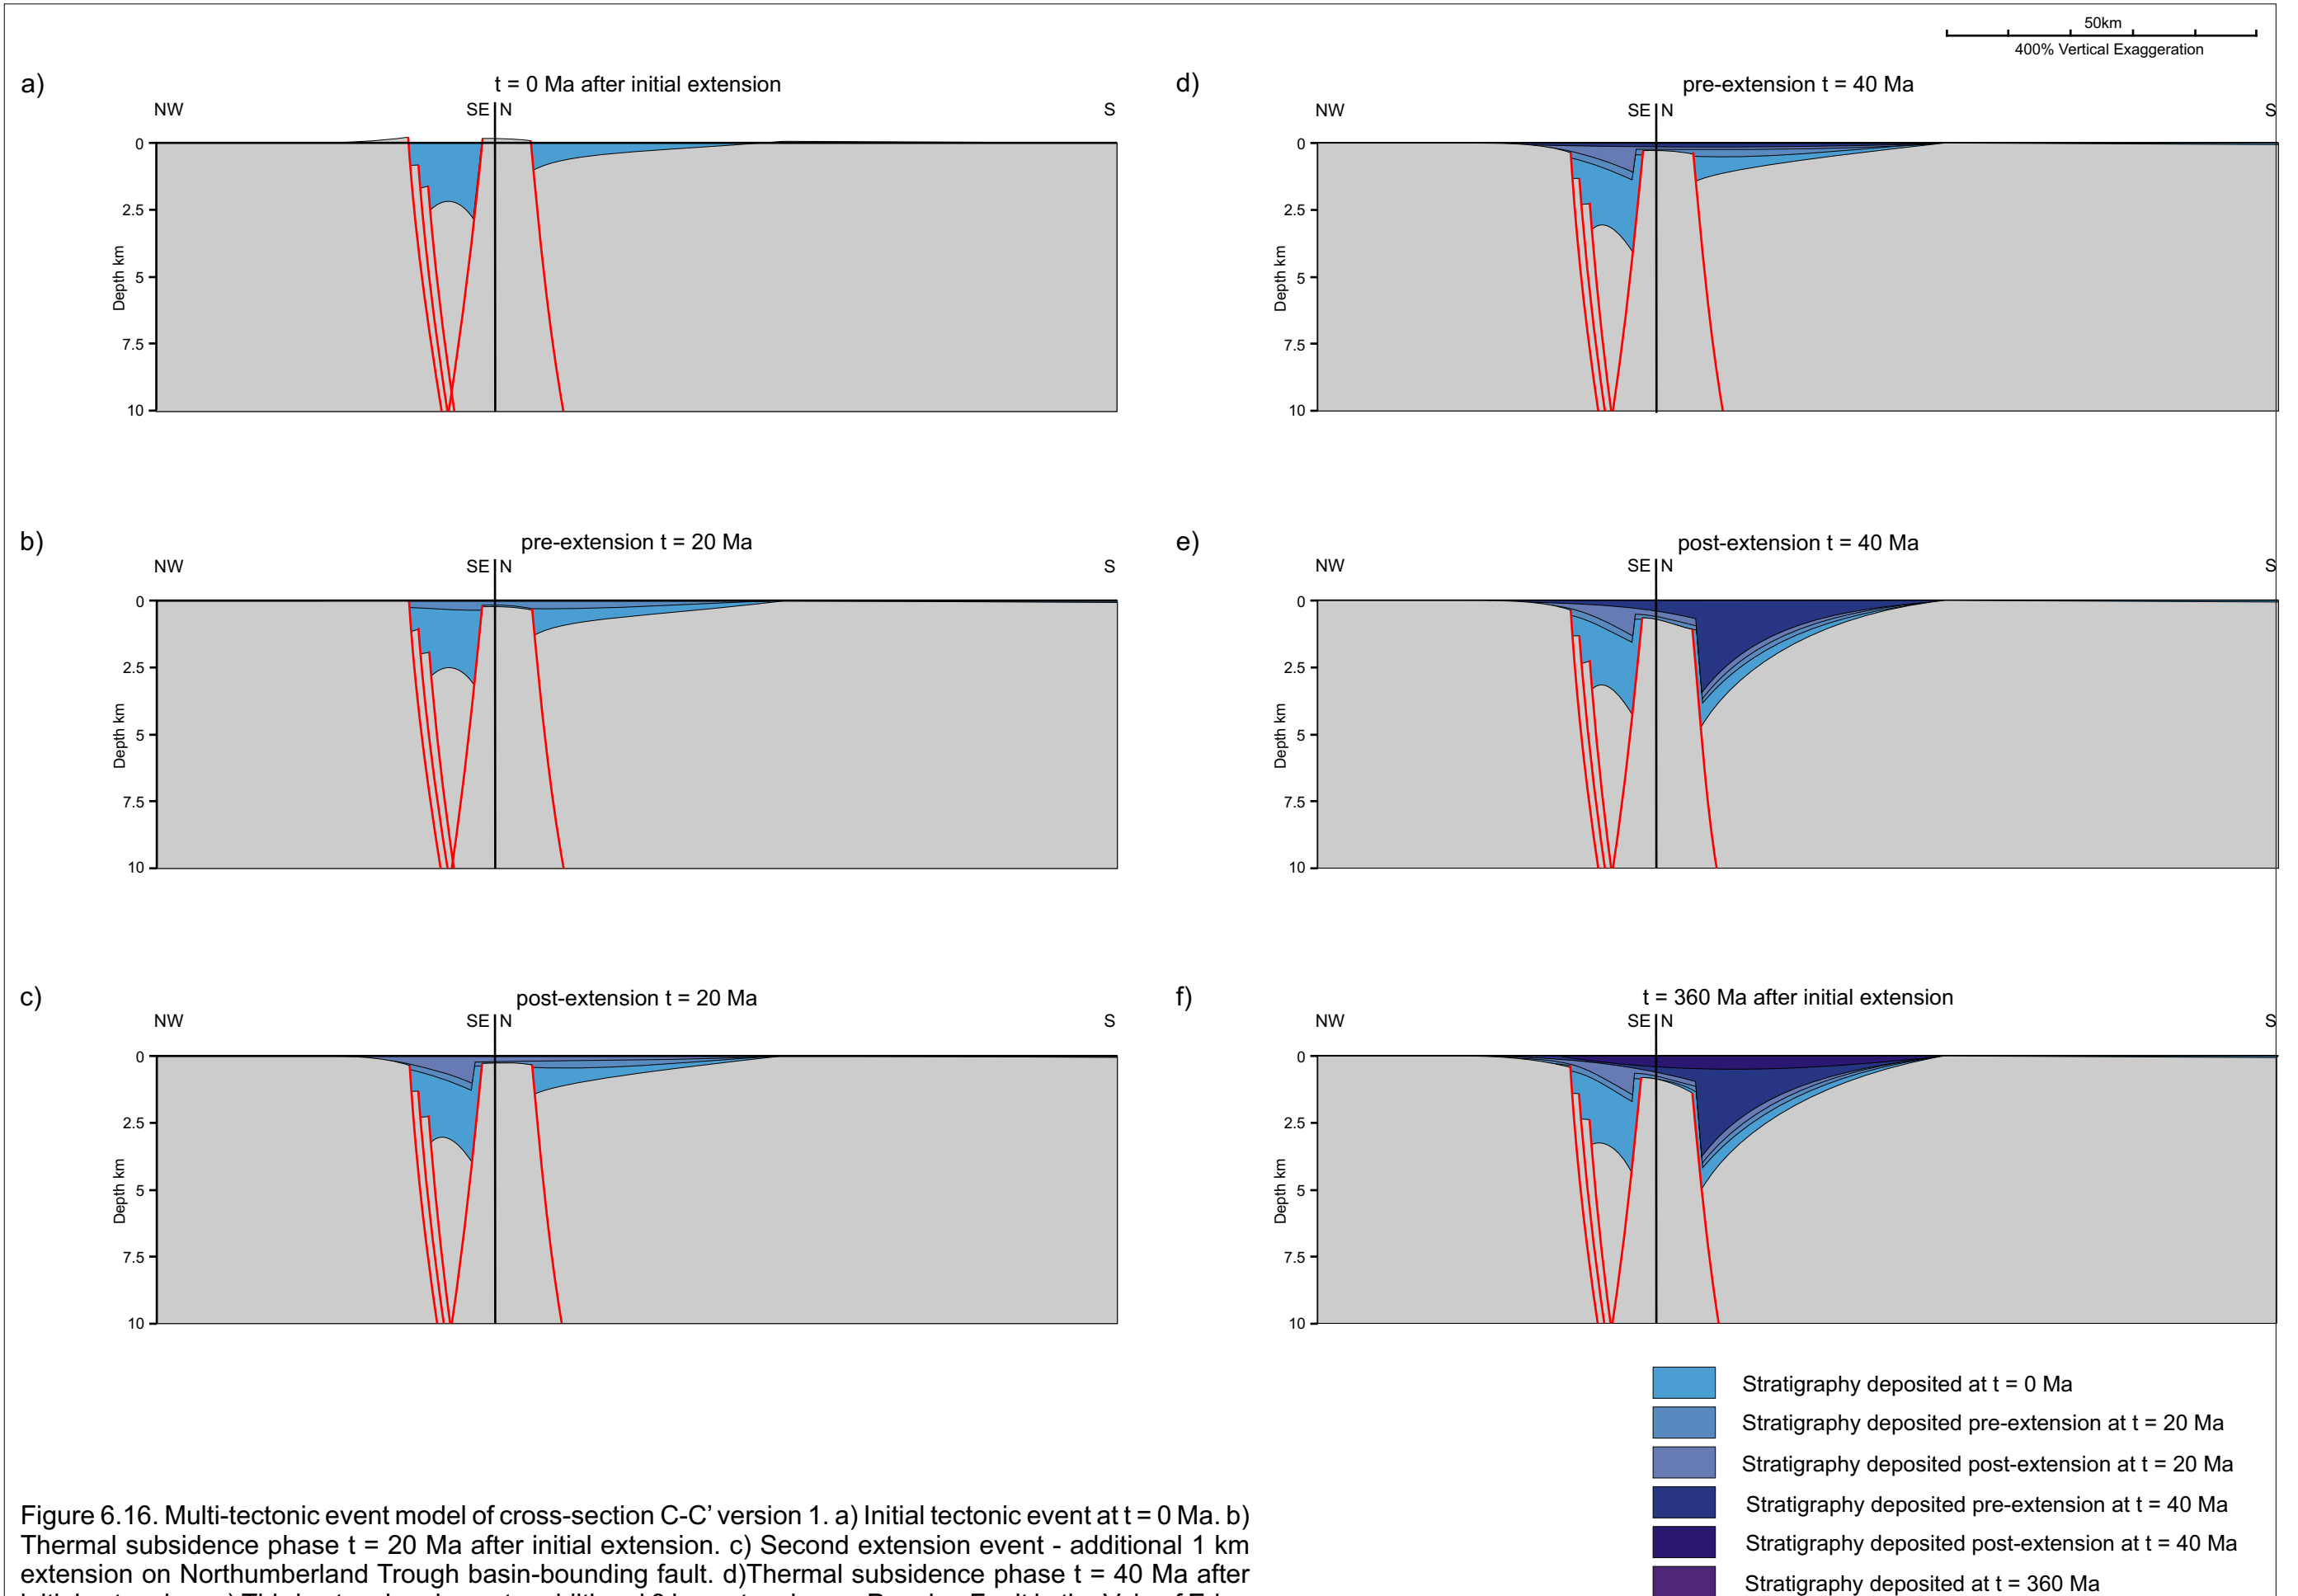 50km
400% Vertical Exaggeration
a)
t = 0 Ma after initial extension
NW
SE N
S
0
2.5
5
7.5
10
Depth km
b)
pre-extension t = 20 Ma
NW
SE N
S
0
2.5
5
7.5
10
Depth km
c)
post-extension t = 20 Ma
NW
SE N
S
0
2.5
5
7.5
10
Depth km
d)
pre-extension t = 40 Ma
NW
SE N
S
0
2.5
5
7.5
10
Depth km
e)
post-extension t = 40 Ma
NW
SE N
S
0
2.5
5
7.5
10
Depth km
f)
t = 360 Ma after initial extension
NW
SE N
S
0
2.5
5
7.5
10
Depth km
Stratigraphy deposited at t = 0 Ma
Stratigraphy deposited pre-extension at t = 20 Ma
Stratigraphy deposited post-extension at t = 20 Ma
Stratigraphy deposited pre-extension at t = 40 Ma
Stratigraphy deposited post-extension at t = 40 Ma
Stratigraphy deposited at t = 360 Ma
Figure 6.16. Multi-tectonic event model of cross-section C-C’ version 1. a) Initial tectonic event at t = 0 Ma. b)
Thermal subsidence phase t = 20 Ma after initial extension. c) Second extension event - additional 1 km
extension on Northumberland Trough basin-bounding fault. d)Thermal subsidence phase t = 40 Ma after